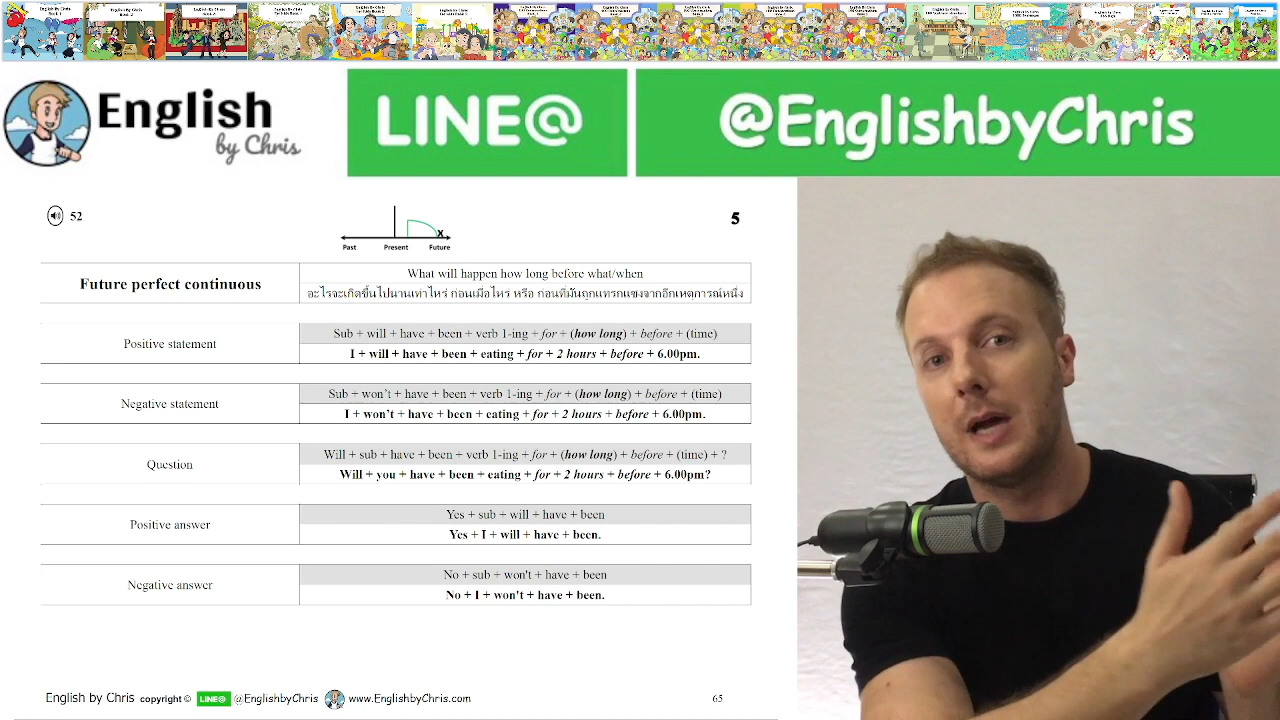 English
by Chris
LINE@
@EnglishbyChris
52
5
Past Present Future
x
Future perfect continuous
What will happen how long before what/when
อะไรจะเกิดขึ้นไปนานเท่าไหร่ ก่อนเมื่อไหร่ หรือ ก่อนที่มันถูกแทรกแซงจากอีกเหตุการณ์หนึ่ง
Positive statement
Sub + will + have + been + verb 1-ing + for + (how long) + before + (time)
I + will + have + been + eating + for + 2 hours + before + 6.00pm.
Negative statement
Sub + won't + have + been + verb 1-ing + for + (how long) + before + (time)
I + won't + have + been + eating + for + 2 hours + before + 6.00pm.
Question
Will + sub + have + been + verb 1-ing + for + (how long) + before + (time) + ?
Will + you + have + been + eating + for + 2 hours + before + 6.00pm?
Positive answer
Yes + sub + will + have + been
Yes + I + will + have + been.
Negative answer
No + sub + won't + have + been
No + I + won't + have + been.
English by Chris copyright © LINE@ @EnglishbyChris www.EnglishbyChris.com
65